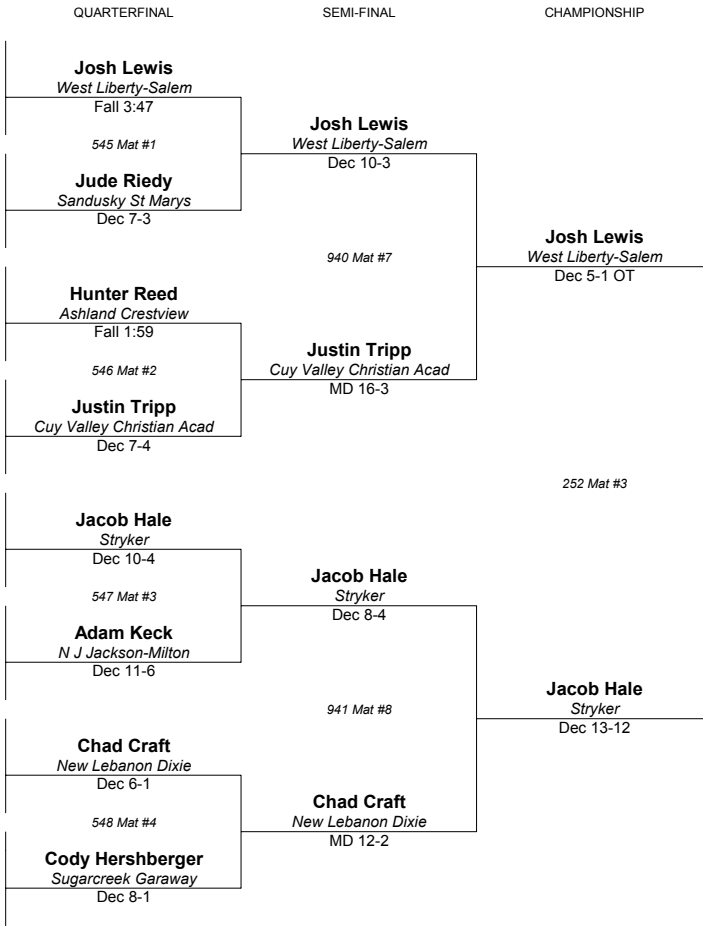 QUARTERFINAL
SEMI-FINAL
CHAMPIONSHIP
Josh Lewis
West Liberty-Salem
Fall 3:47
545 Mat #1
Jude Riedy
Sandusky St Marys
Dec 7-3
Hunter Reed
Ashland Crestview
Fall 1:59
546 Mat #2
Justin Tripp
Cuy Valley Christian Acad
Dec 7-4
Jacob Hale
Stryker
Dec 10-4
547 Mat #3
Adam Keck
N J Jackson-Milton
Dec 11-6
Chad Craft
New Lebanon Dixie
Dec 6-1
548 Mat #4
Cody Hershberger
Sugarcreek Garaway
Dec 8-1
Josh Lewis
West Liberty-Salem
Dec 10-3
940 Mat #7
Justin Tripp
Cuy Valley Christian Acad
MD 16-3
Jacob Hale
Stryker
Dec 8-4
941 Mat #8
Chad Craft
New Lebanon Dixie
MD 12-2
Josh Lewis
West Liberty-Salem
Dec 5-1 OT
252 Mat #3
Jacob Hale
Stryker
Dec 13-12